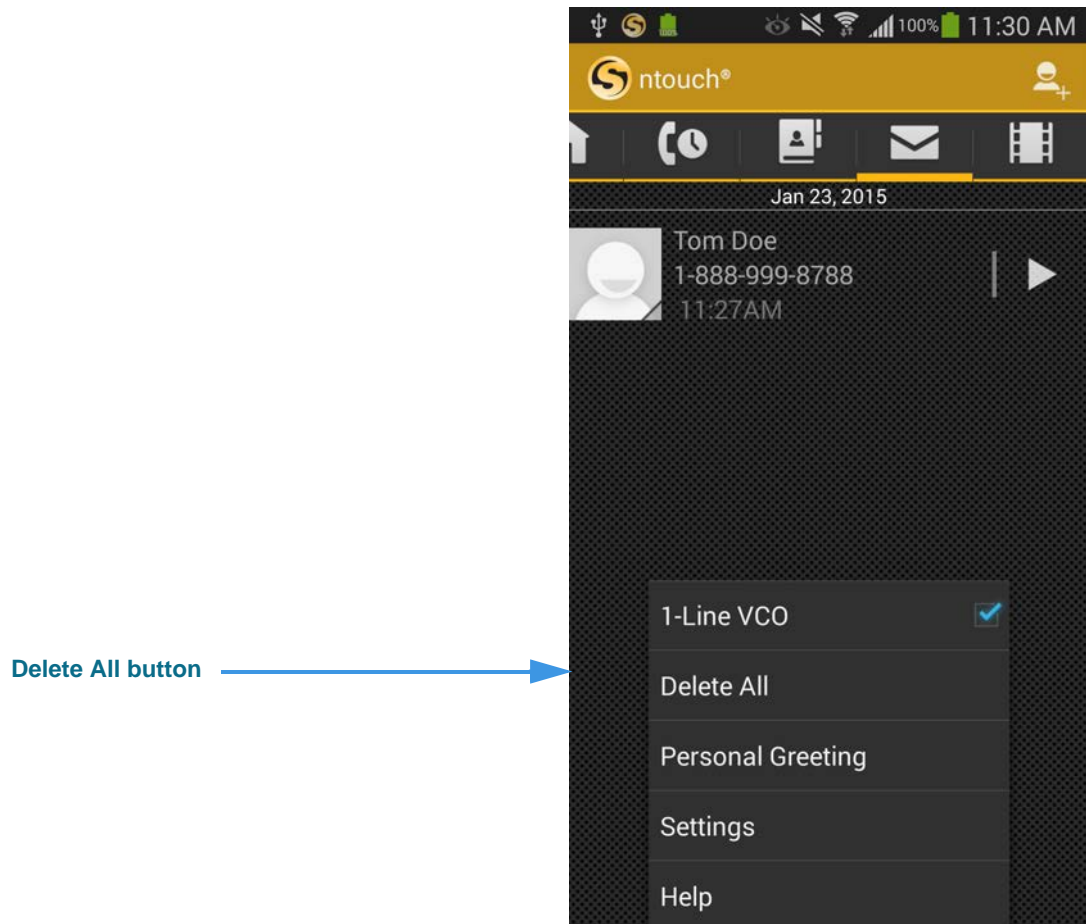 100% 11:30 AM
ntouch®
Jan 23, 2015
Tom Doe
1-888-999-8788
11:27AM
1-Line VCO
Delete All button
Delete All
Personal Greeting
Settings
Help